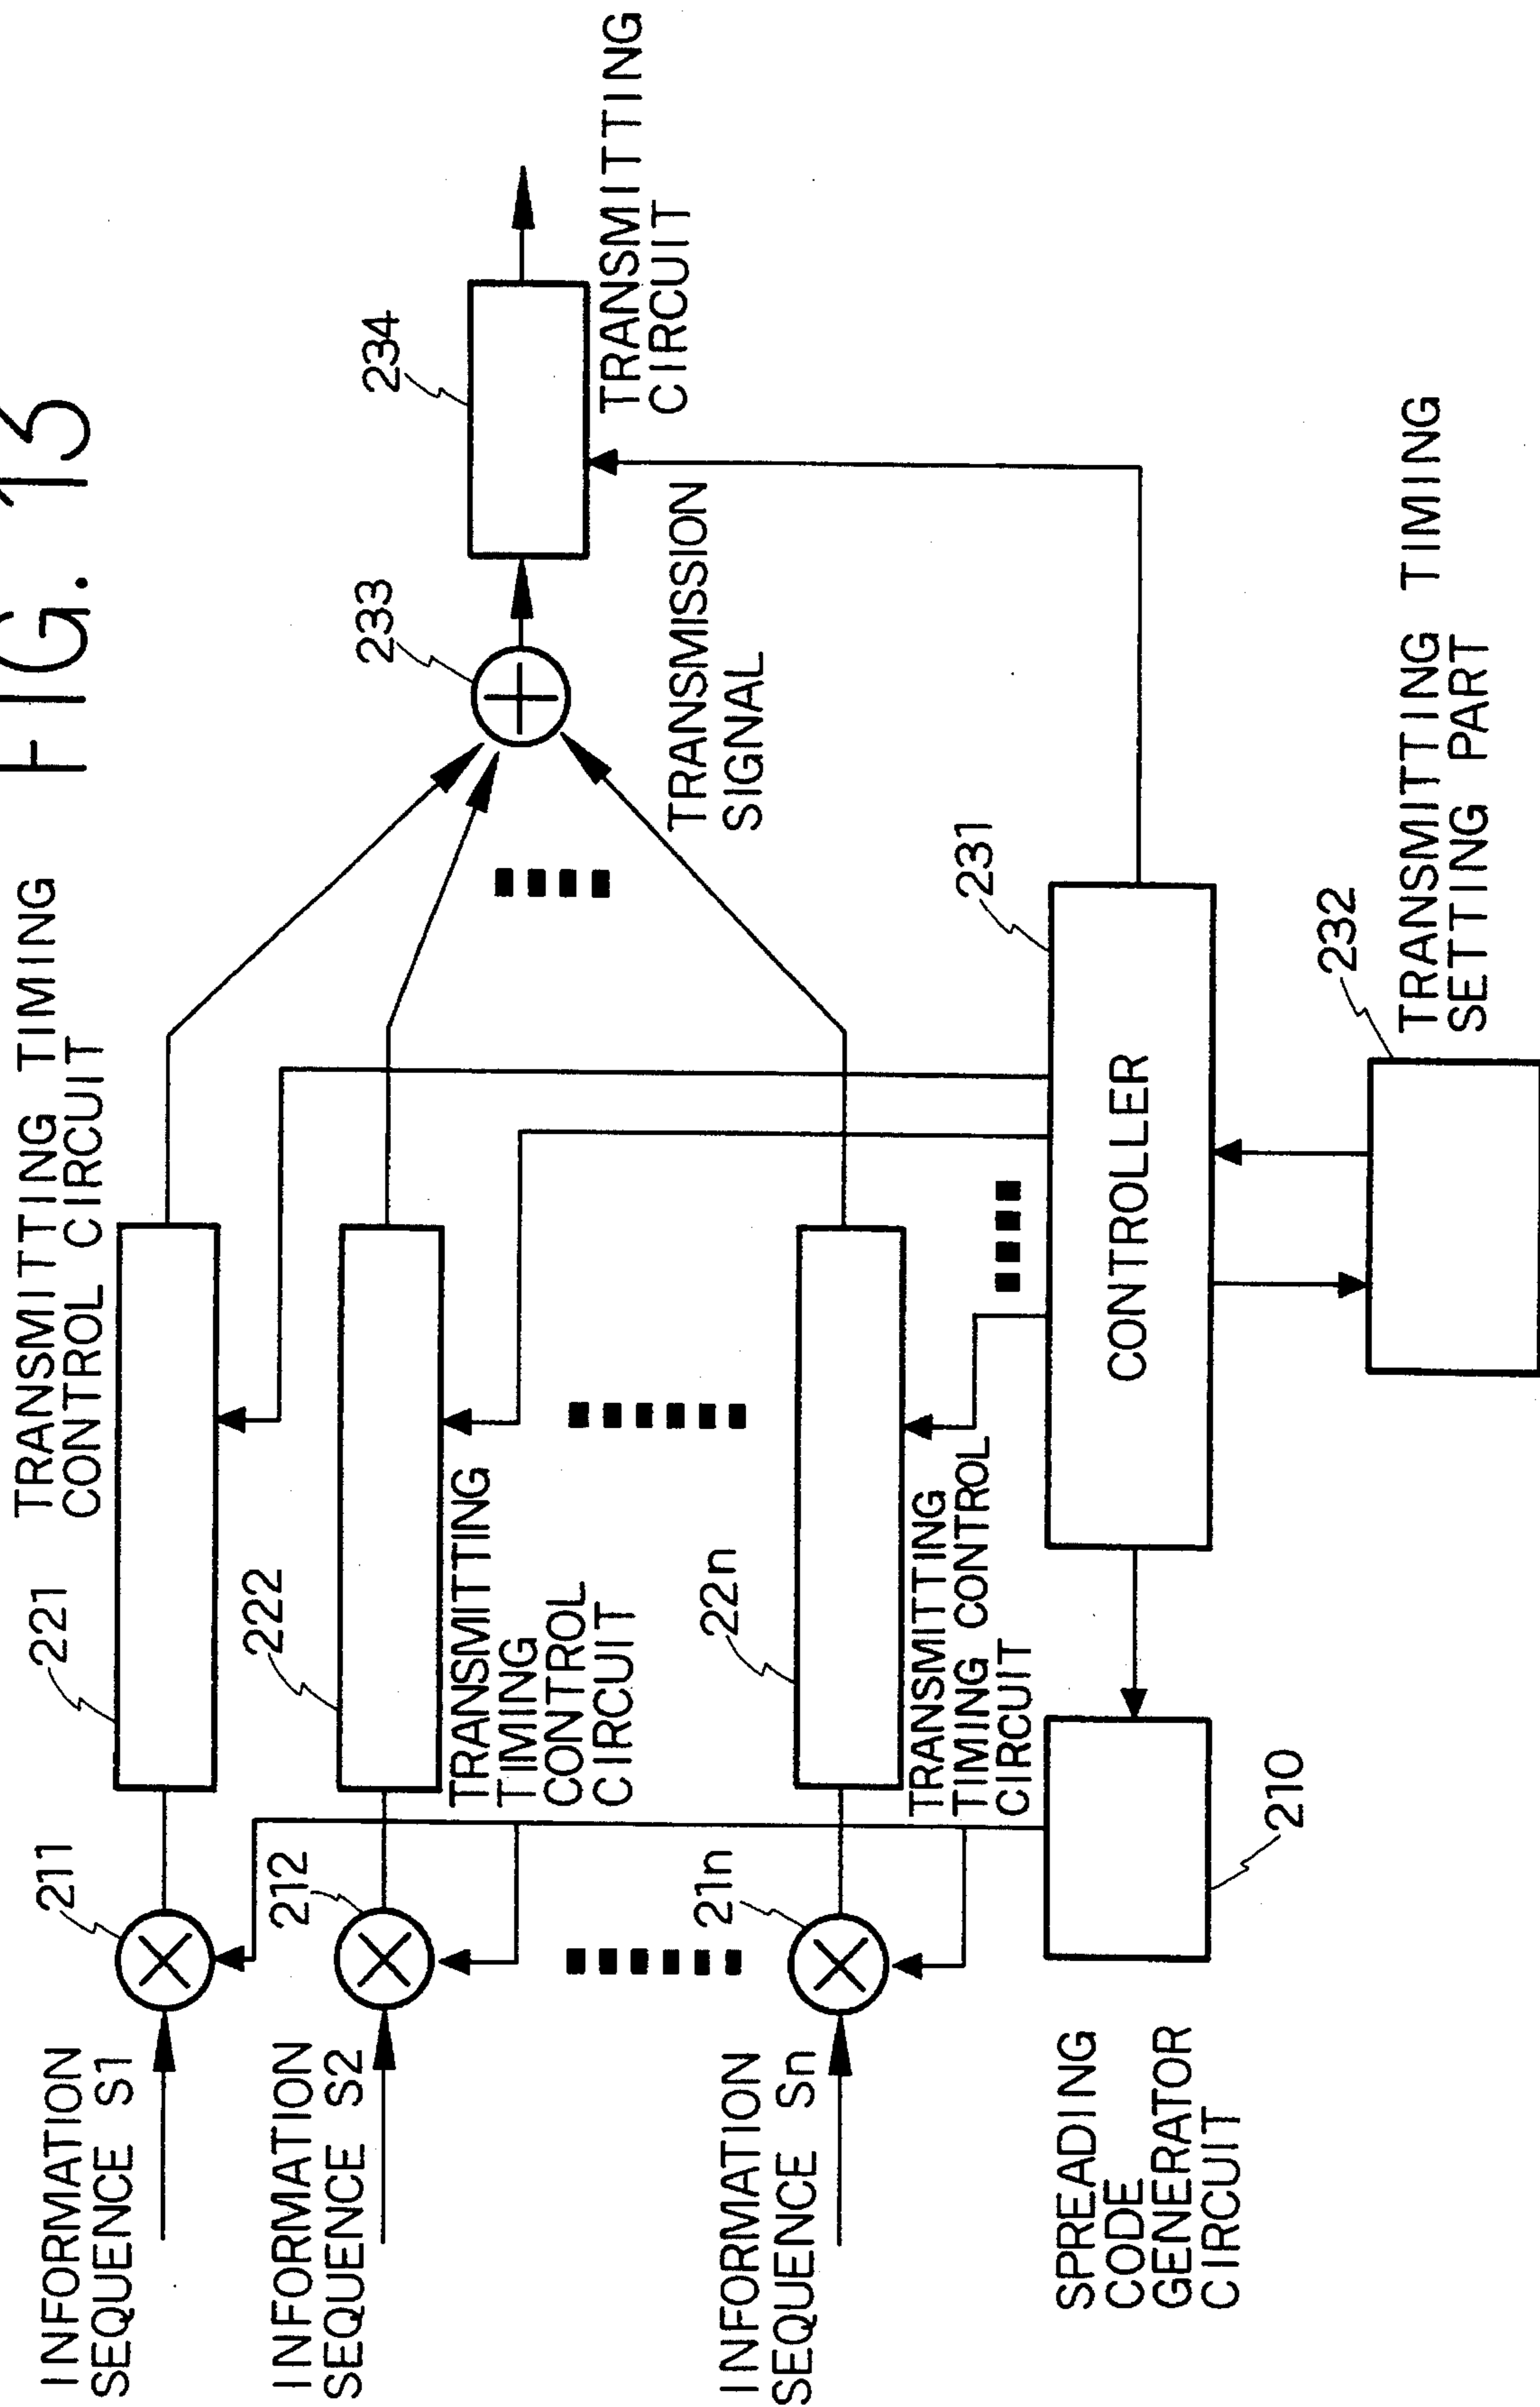 FIG. 13
TRANSMITTING TIMING
CONTROL CIRCUIT
221
211
INFORMATION
SEQUENCE S1
222
TRANSMITTING
TIMING
CONTROL
CIRCUIT
212
INFORMATION
SEQUENCE S2
233
234
TRANSMITTING
CIRCUIT
TRANSMISSION
SIGNAL
22n
TRANSMITTING
TIMING CONTROL
CIRCUIT
21n
INFORMATION
SEQUENCE Sn
231
CONTROLLER
210
SPREADING
CODE
GENERATOR
CIRCUIT
232
TRANSMITTING TIMING
SETTING PART